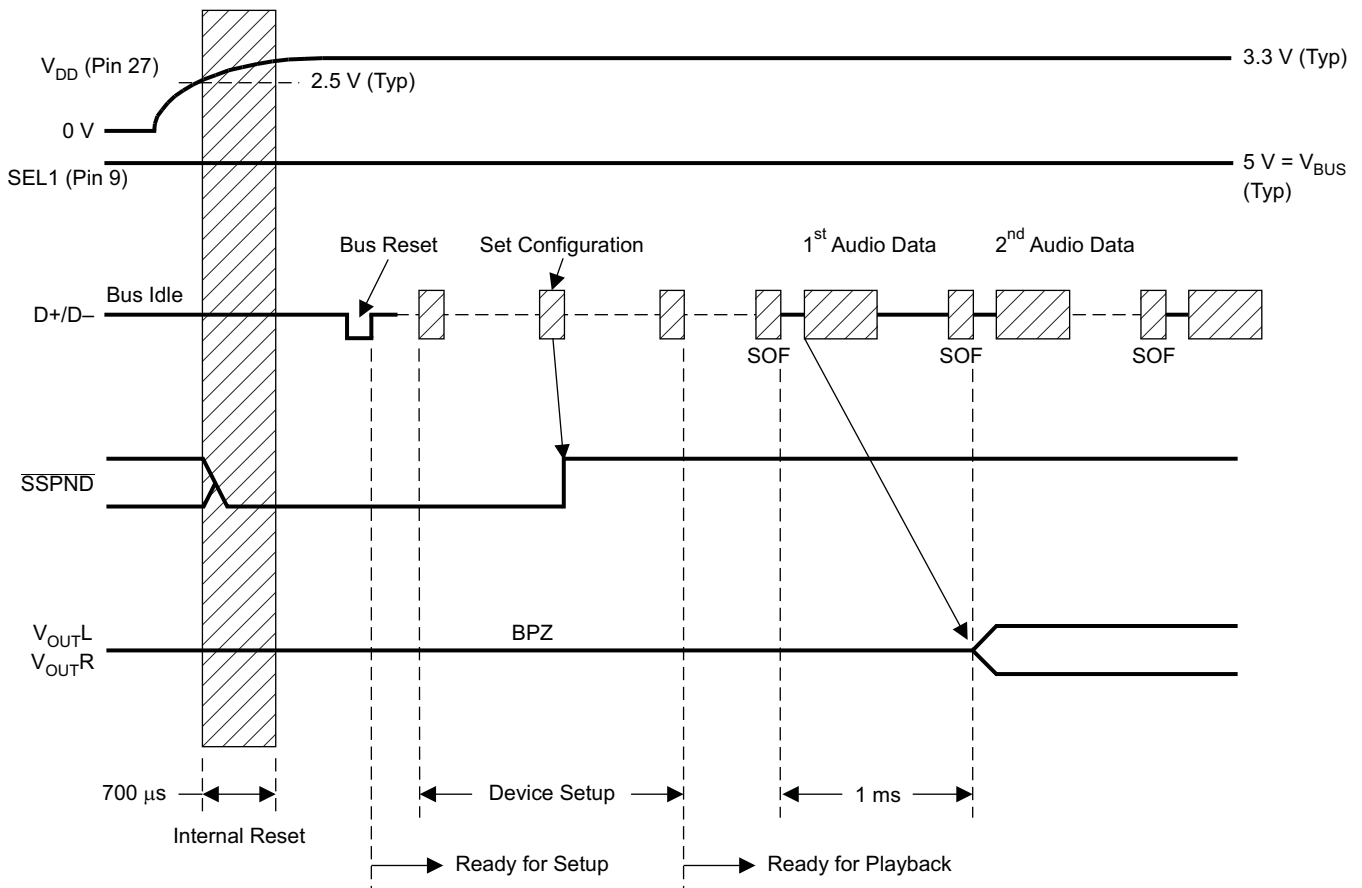 V_DD (Pin 27)
2.5 V (Typ)
3.3 V (Typ)
0 V
SEL1 (Pin 9)
5 V = V_BUS
(Typ)
Bus Reset
Set Configuration
1st Audio Data
2nd Audio Data
Bus Idle
D+/D–
SOF
SOF
SOF
SSPND
V_OUTL
V_OUTR
BPZ
700 μs
Device Setup
1 ms
Internal Reset
Ready for Setup
Ready for Playback